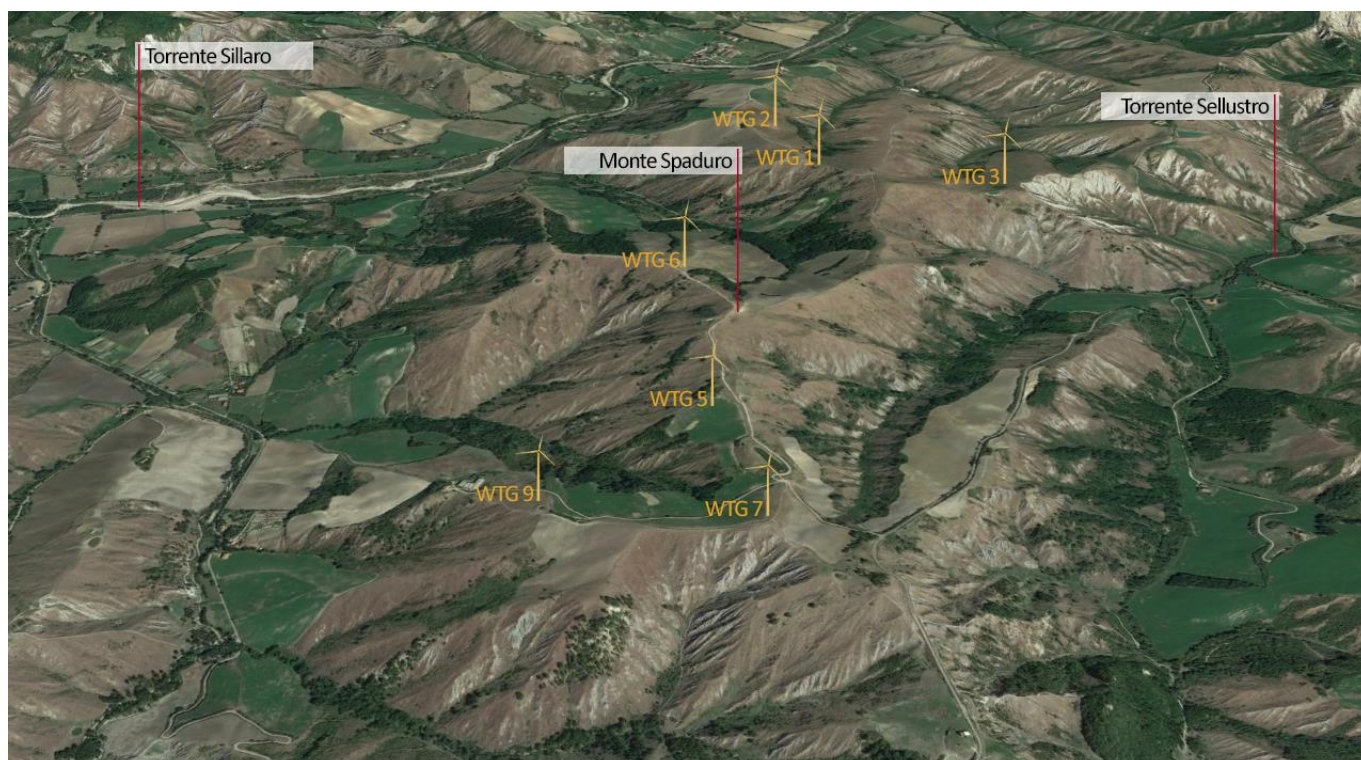 Torrente Sillaro
Torrente Sellustro
WTG 2
WTG 1
Monte Spaduro
WTG 3
WTG 6
WTG 5
WTG 9
WTG 7